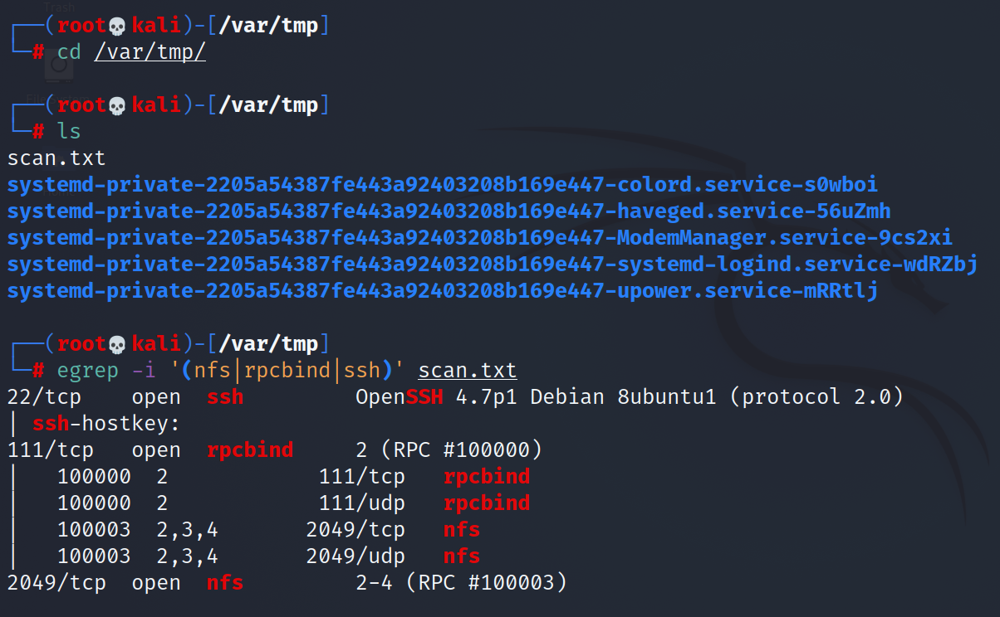 Trash
┌──(root💀kali)-[/var/tmp]
└─# cd /var/tmp/
File System
┌──(root💀kali)-[/var/tmp]
└─# ls
scan.txt
systemd-private-2205a54387fe443a92403208b169e447-colord.service-s0wboi
systemd-private-2205a54387fe443a92403208b169e447-haveged.service-56uZmh
systemd-private-2205a54387fe443a92403208b169e447-ModemManager.service-9cs2xi
systemd-private-2205a54387fe443a92403208b169e447-systemd-logind.service-wdRZbj
systemd-private-2205a54387fe443a92403208b169e447-upower.service-mRRtlj
┌──(root💀kali)-[/var/tmp]
└─# egrep -i '(nfs|rpcbind|ssh)' scan.txt
22/tcp    open  ssh         OpenSSH 4.7p1 Debian 8ubuntu1 (protocol 2.0)
| ssh-hostkey:
111/tcp   open  rpcbind     2 (RPC #100000)
|   100000  2            111/tcp   rpcbind
|   100000  2            111/udp   rpcbind
|   100003  2,3,4       2049/tcp   nfs
|   100003  2,3,4       2049/udp   nfs
2049/tcp  open  nfs         2-4 (RPC #100003)